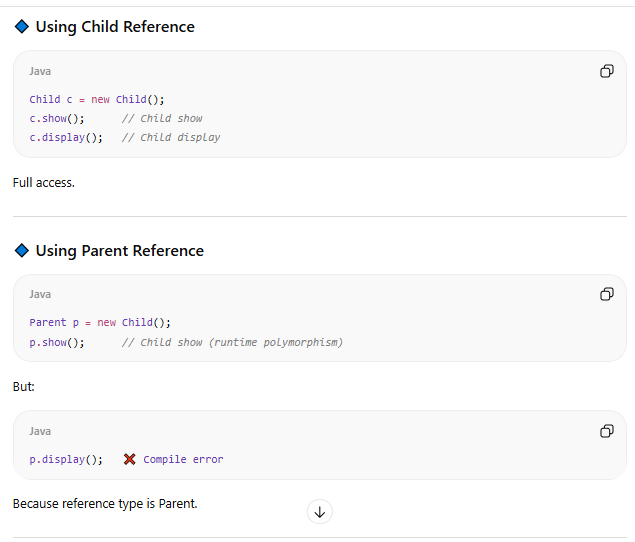 Using Child Reference
Java
Child c = new Child();
c.show();      // Child show
c.display();   // Child display
Full access.
Using Parent Reference
Java
Parent p = new Child();
p.show();      // Child show (runtime polymorphism)
But:
Java
p.display();   ❌ Compile error
Because reference type is Parent.